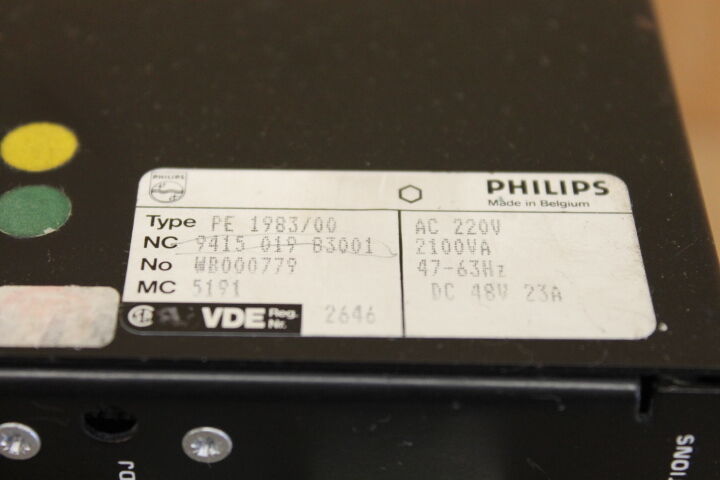 PHILIPS
PHILIPS
Made in Belgium
Type PE 1983/00
NC 9415 019 83001
No WB000779
MC 5191
VDE Reg. Nr. 2646
AC 220V
2100VA
47-63Hz
DC 48V 23A